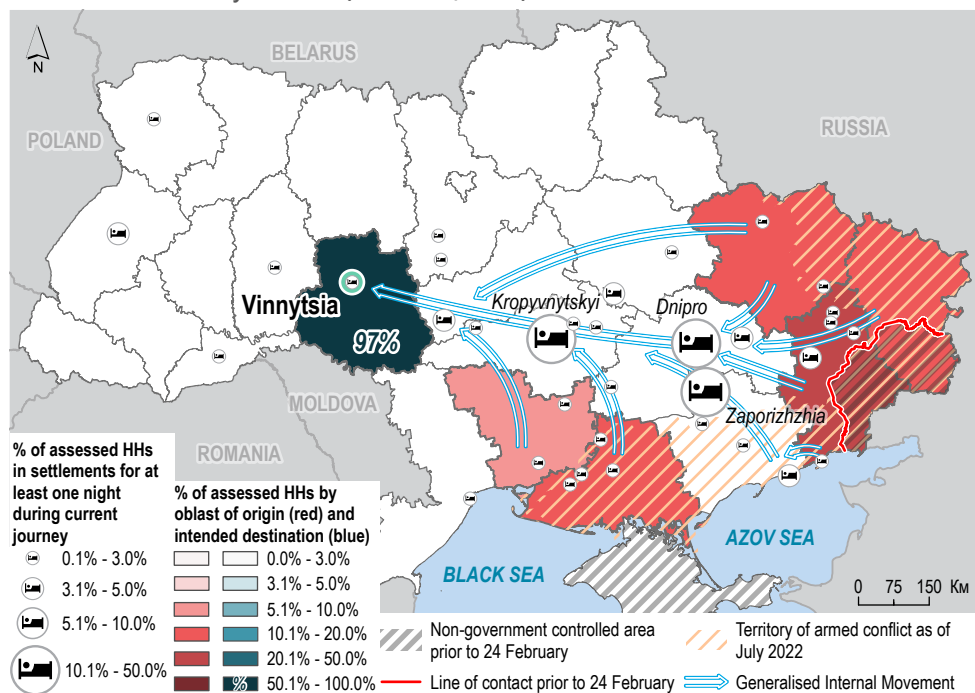 BELARUS
N
POLAND
RUSSIA
Kropyvnytskyi
Dnipro
Vinnytsia
97%
MOLDOVA
Zaporizhzhia
ROMANIA
AZOV SEA
BLACK SEA
0 75 150 Км
% of assessed HHs
in settlements for at
least one night
during current
journey
0.1% - 3.0%
3.1% - 5.0%
5.1% - 10.0%
10.1% - 50.0%
% of assessed HHs by
oblast of origin (red) and
intended destination (blue)
0.0% - 3.0%
3.1% - 5.0%
5.1% - 10.0%
10.1% - 20.0%
20.1% - 50.0%
% 50.1% - 100.0%
Non-government controlled area
prior to 24 February
Line of contact prior to 24 February
Territory of armed conflict as of
July 2022
Generalised Internal Movement